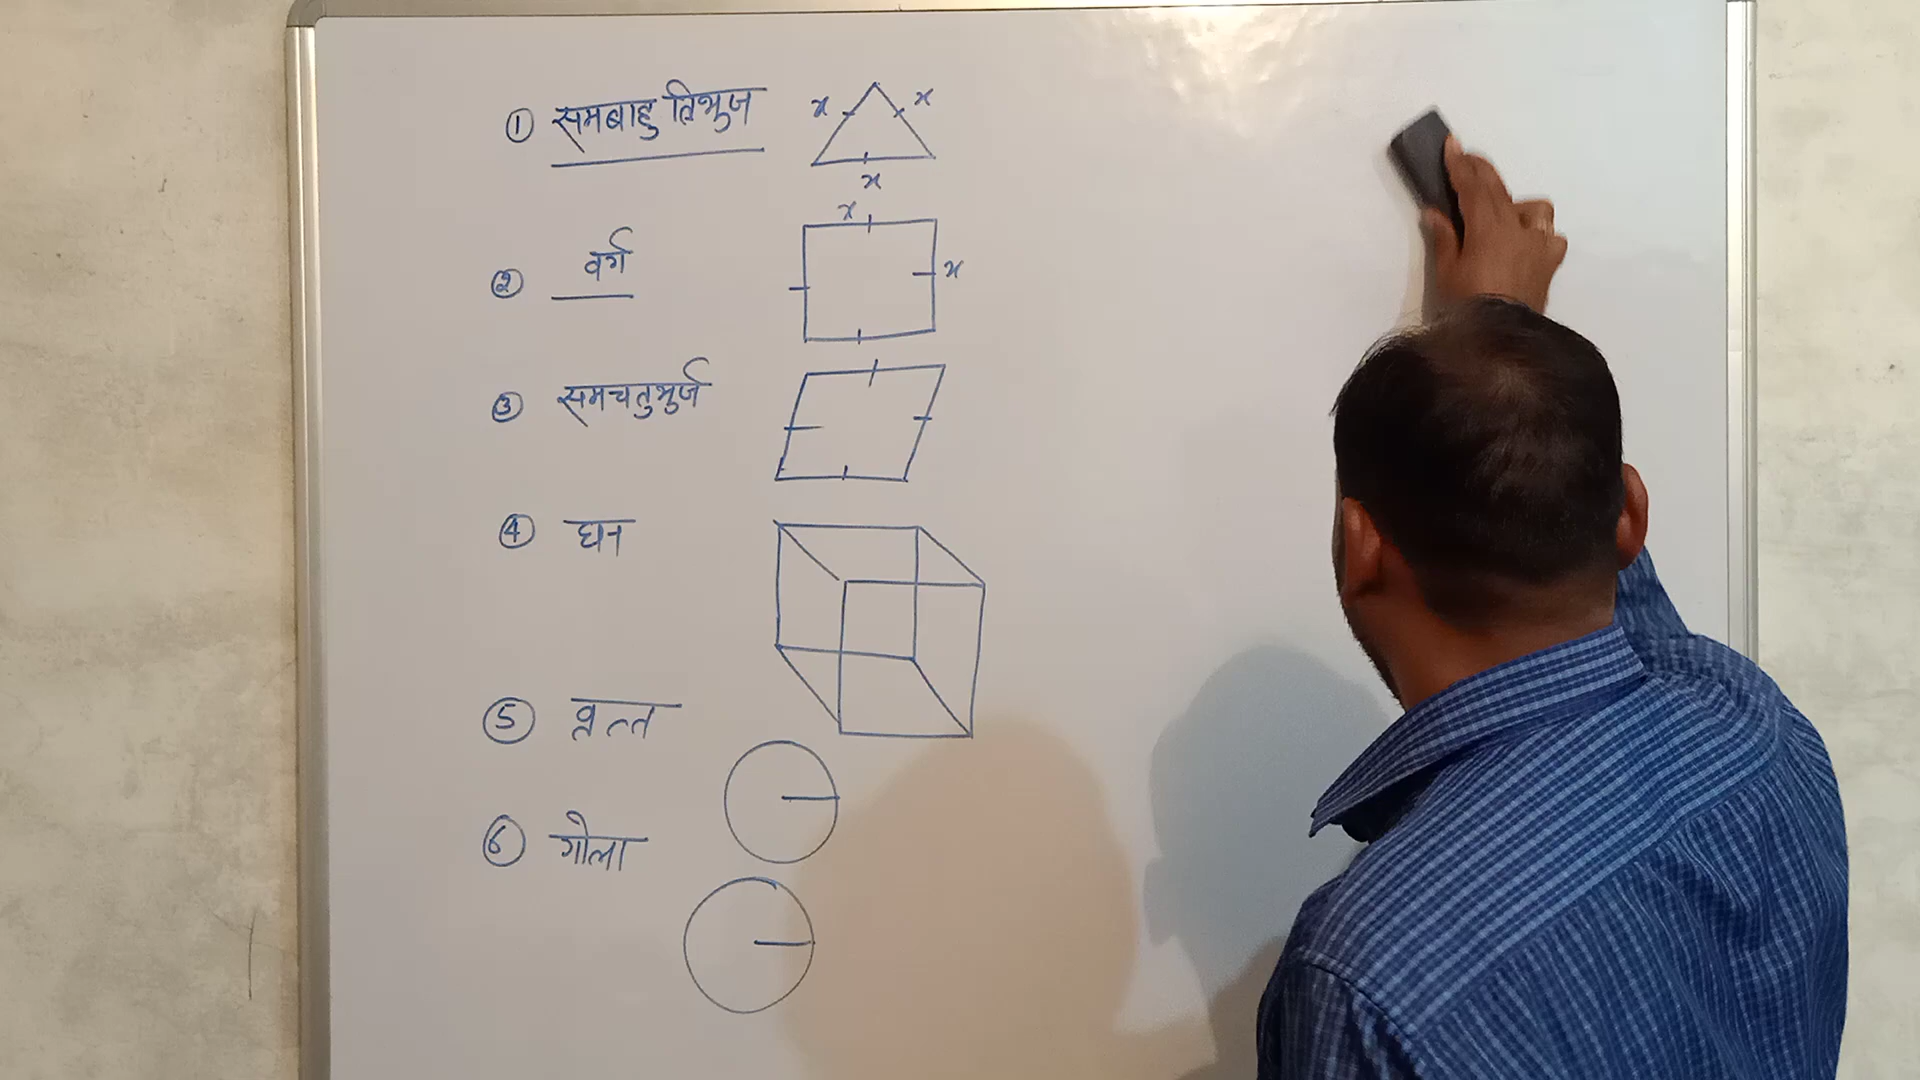 ① समबाहु त्रिभुज
x x
x
x
② वर्ग x
③ समचतुभुर्ज
④ घन
⑤ वृत्त
⑥ गोला